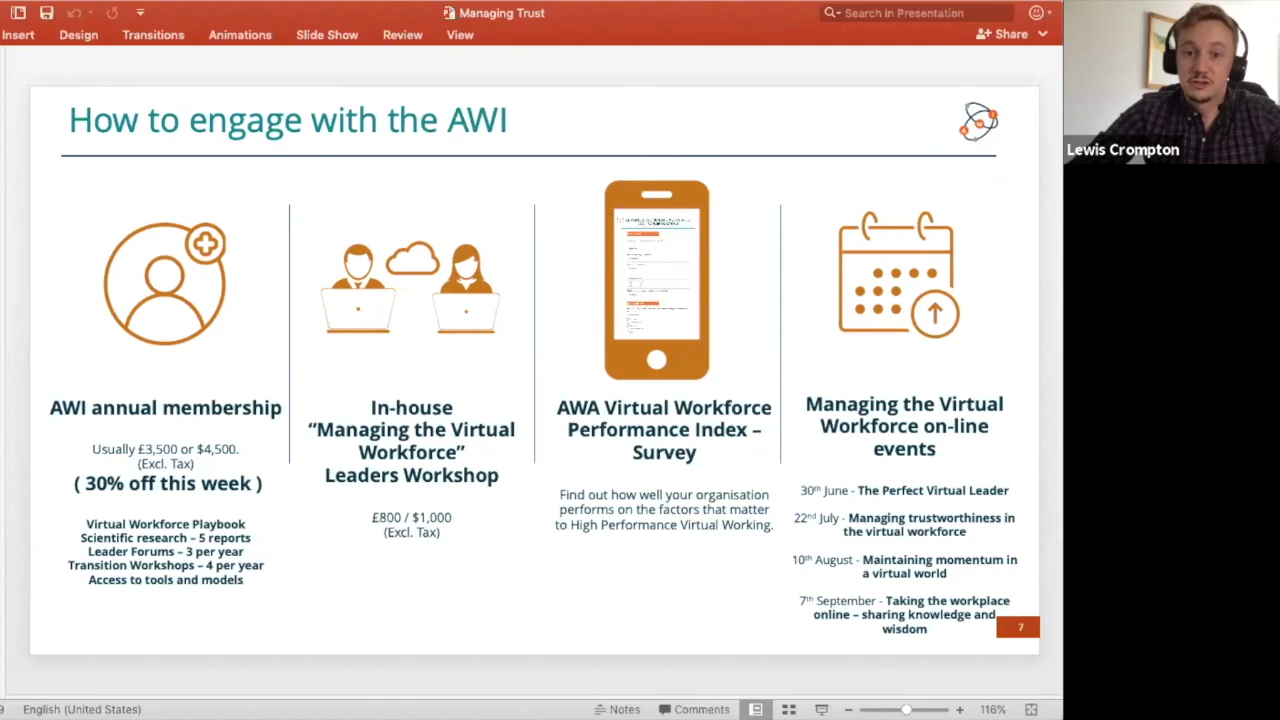 Managing Trust
Search in Presentation
Insert Design Transitions Animations Slide Show Review View
Share
Lewis Crompton
How to engage with the AWI
A W I
AWI annual membership
Usually £3,500 or $4,500.
(Excl. Tax)
( 30% off this week )
Virtual Workforce Playbook
Scientific research – 5 reports
Leader Forums – 3 per year
Transition Workshops – 4 per year
Access to tools and models
In-house
“Managing the Virtual
Workforce”
Leaders Workshop
£800 / $1,000
(Excl. Tax)
AWA Virtual Workforce
Performance Index –
Survey
Find out how well your organisation
performs on the factors that matter
to High Performance Virtual Working.
Managing the Virtual
Workforce on-line
events
30th June - The Perfect Virtual Leader
22nd July - Managing trustworthiness in
the virtual workforce
10th August - Maintaining momentum in
a virtual world
7th September - Taking the workplace
online – sharing knowledge and
wisdom
7
9 English (United States)
Notes Comments
116%